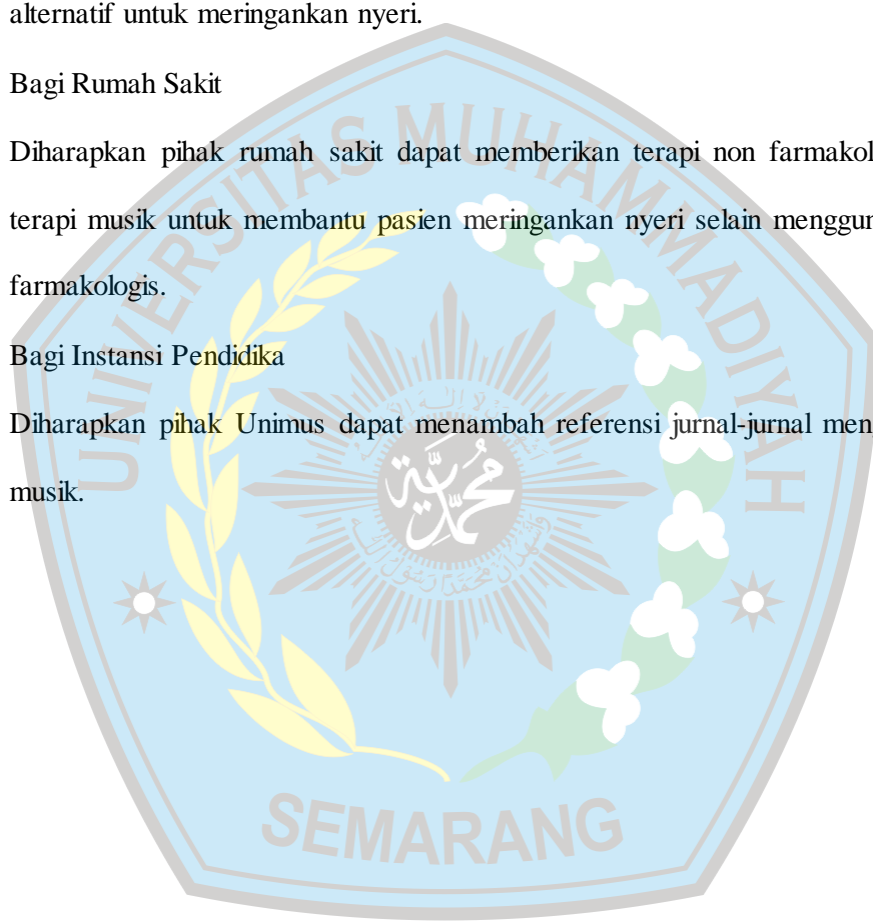 alternatif untuk meringankan nyeri.
Bagi Rumah Sakit
Diharapkan pihak rumah sakit dapat memberikan terapi non farmakol
terapi musik untuk membantu pasien meringankan nyeri selain menggun
farmakologis.
Bagi Instansi Pendidika
Diharapkan pihak Unimus dapat menambah referensi jurnal-jurnal men
musik.
UNIVERSITAS MUHAMMADIYAH
محمدية
SEMARANG